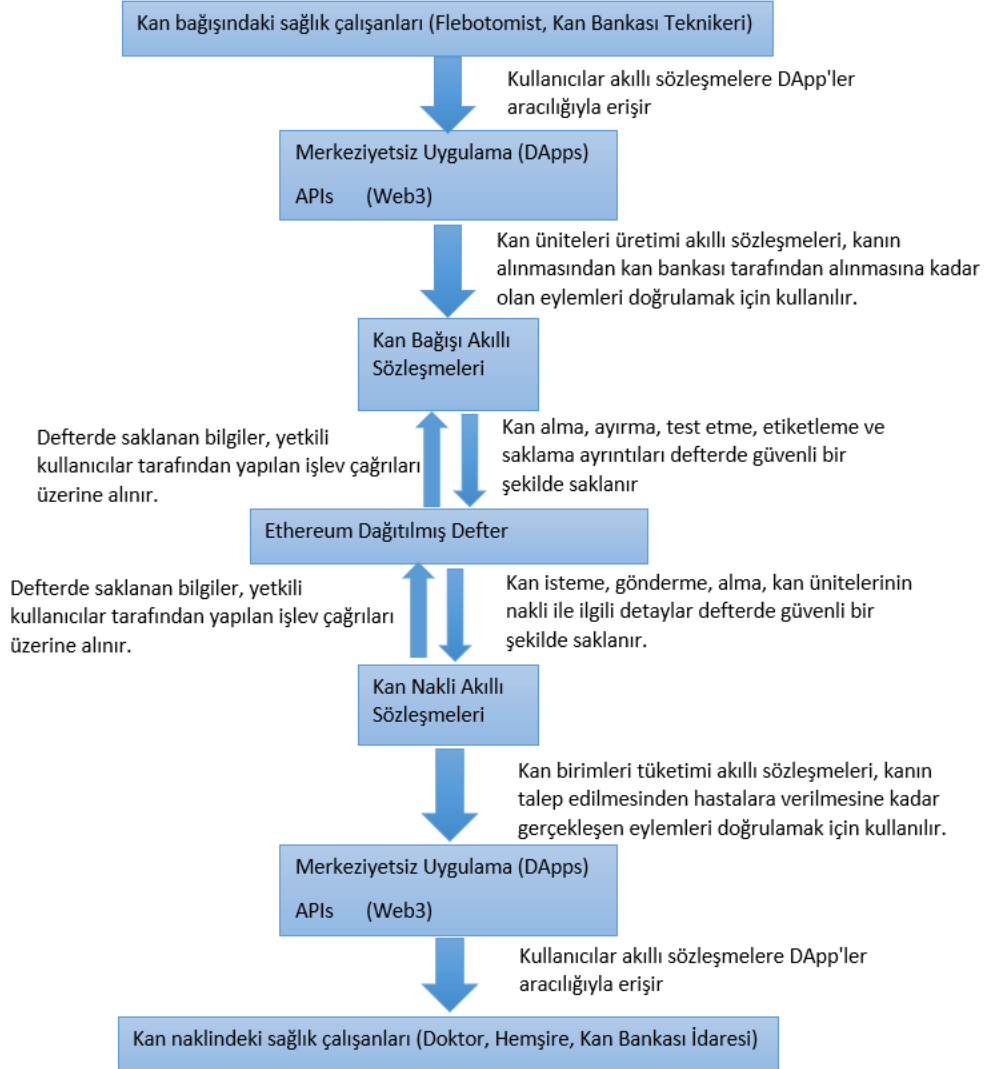 Kan bağışındaki sağlık çalışanları (Flebotomist, Kan Bankası Teknikeri)
Kullanıcılar akıllı sözleşmelere DApp'ler
aracılığıyla erişir
Merkeziyetsiz Uygulama (DApps)
APIs (Web3)
Kan üniteleri üretimi akıllı sözleşmeleri, kanın
alınmasından kan bankası tarafından alınmasına kadar
olan eylemleri doğrulamak için kullanılır.
Kan Bağışı Akıllı
Sözleşmeleri
Defterde saklanan bilgiler, yetkili
kullanıcılar tarafından yapılan işlev çağrıları
üzerine alınır.
Kan alma, ayırma, test etme, etiketleme ve
saklama ayrıntıları defterde güvenli bir
şekilde saklanır
Ethereum Dağıtılmış Defter
Defterde saklanan bilgiler, yetkili
kullanıcılar tarafından yapılan işlev çağrıları
üzerine alınır.
Kan isteme, gönderme, alma, kan ünitelerinin
nakli ile ilgili detaylar defterde güvenli bir
şekilde saklanır.
Kan Nakli Akıllı
Sözleşmeleri
Kan birimleri tüketimi akıllı sözleşmeleri, kanın
talep edilmesinden hastalara verilmesine kadar
gerçekleşen eylemleri doğrulamak için kullanılır.
Merkeziyetsiz Uygulama (DApps)
APIs (Web3)
Kullanıcılar akıllı sözleşmelere DApp'ler
aracılığıyla erişir
Kan naklindeki sağlık çalışanları (Doktor, Hemşire, Kan Bankası İdaresi)